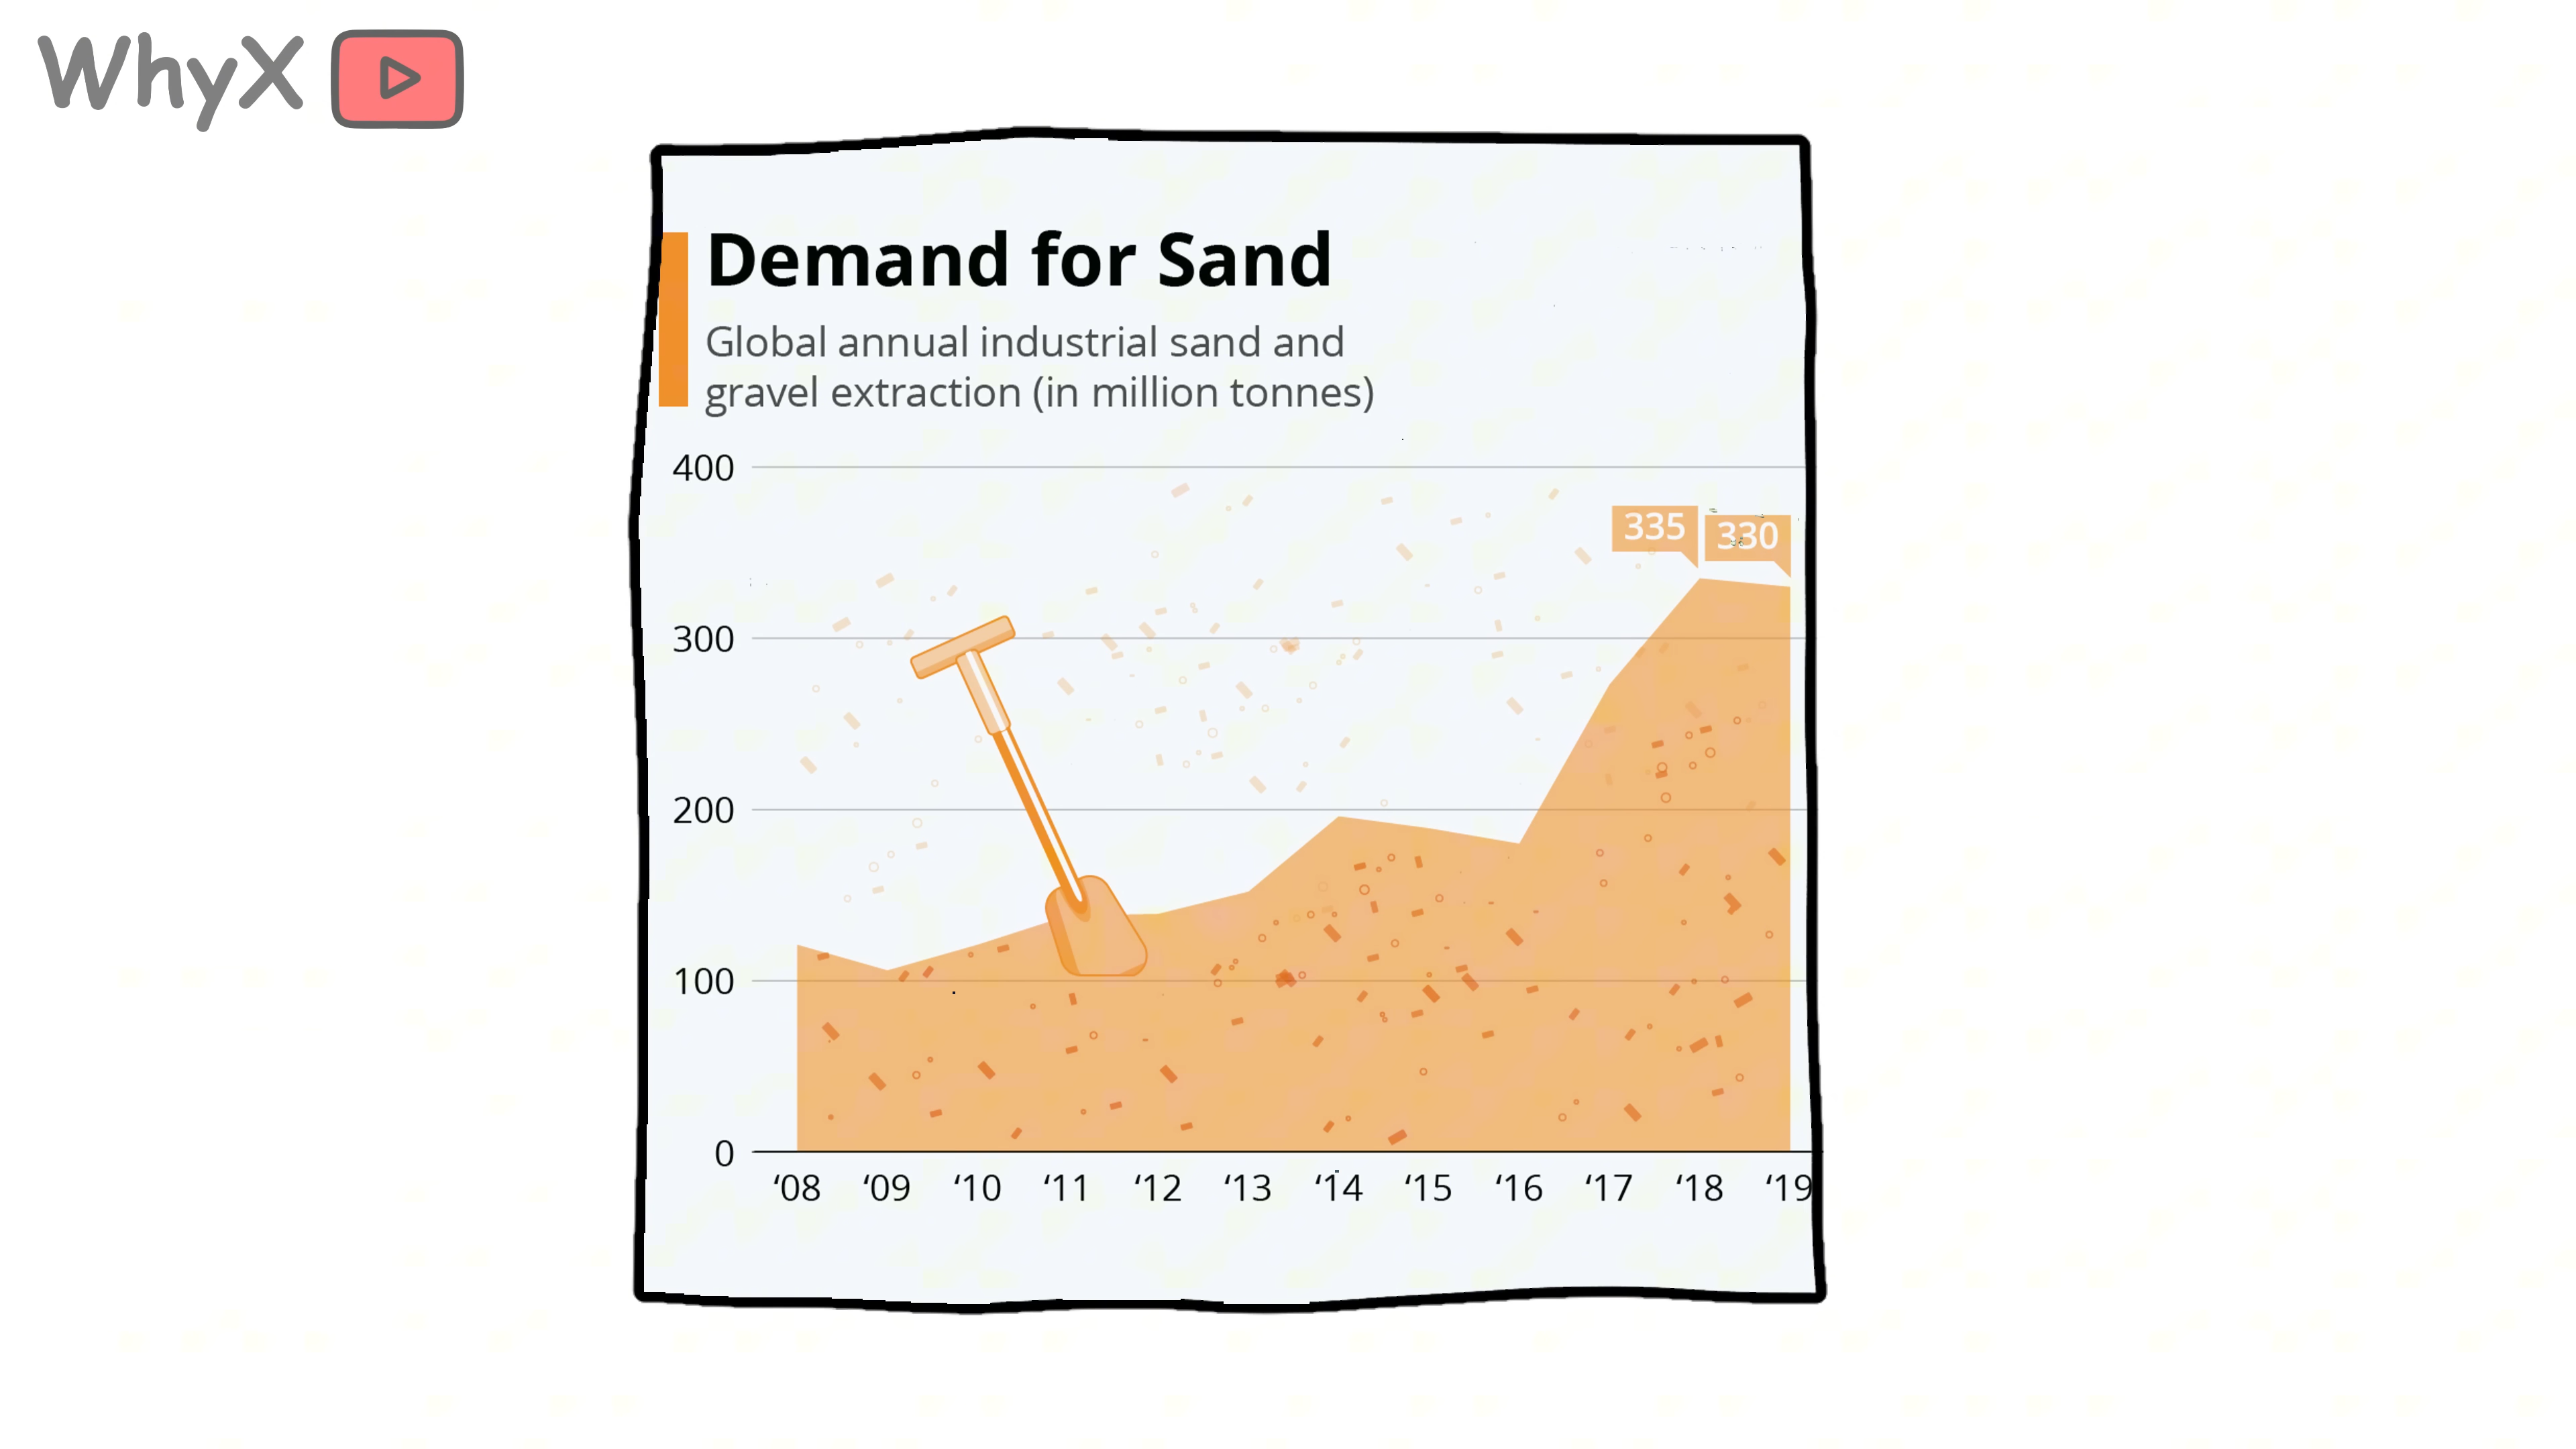 WhyX
Demand for Sand
Global annual industrial sand and
gravel extraction (in million tonnes)
400
335
330
300
200
100
0
‘08 ‘09 ‘10 ‘11 ‘12 ‘13 ‘14 ‘15 ‘16 ‘17 ‘18 ‘19